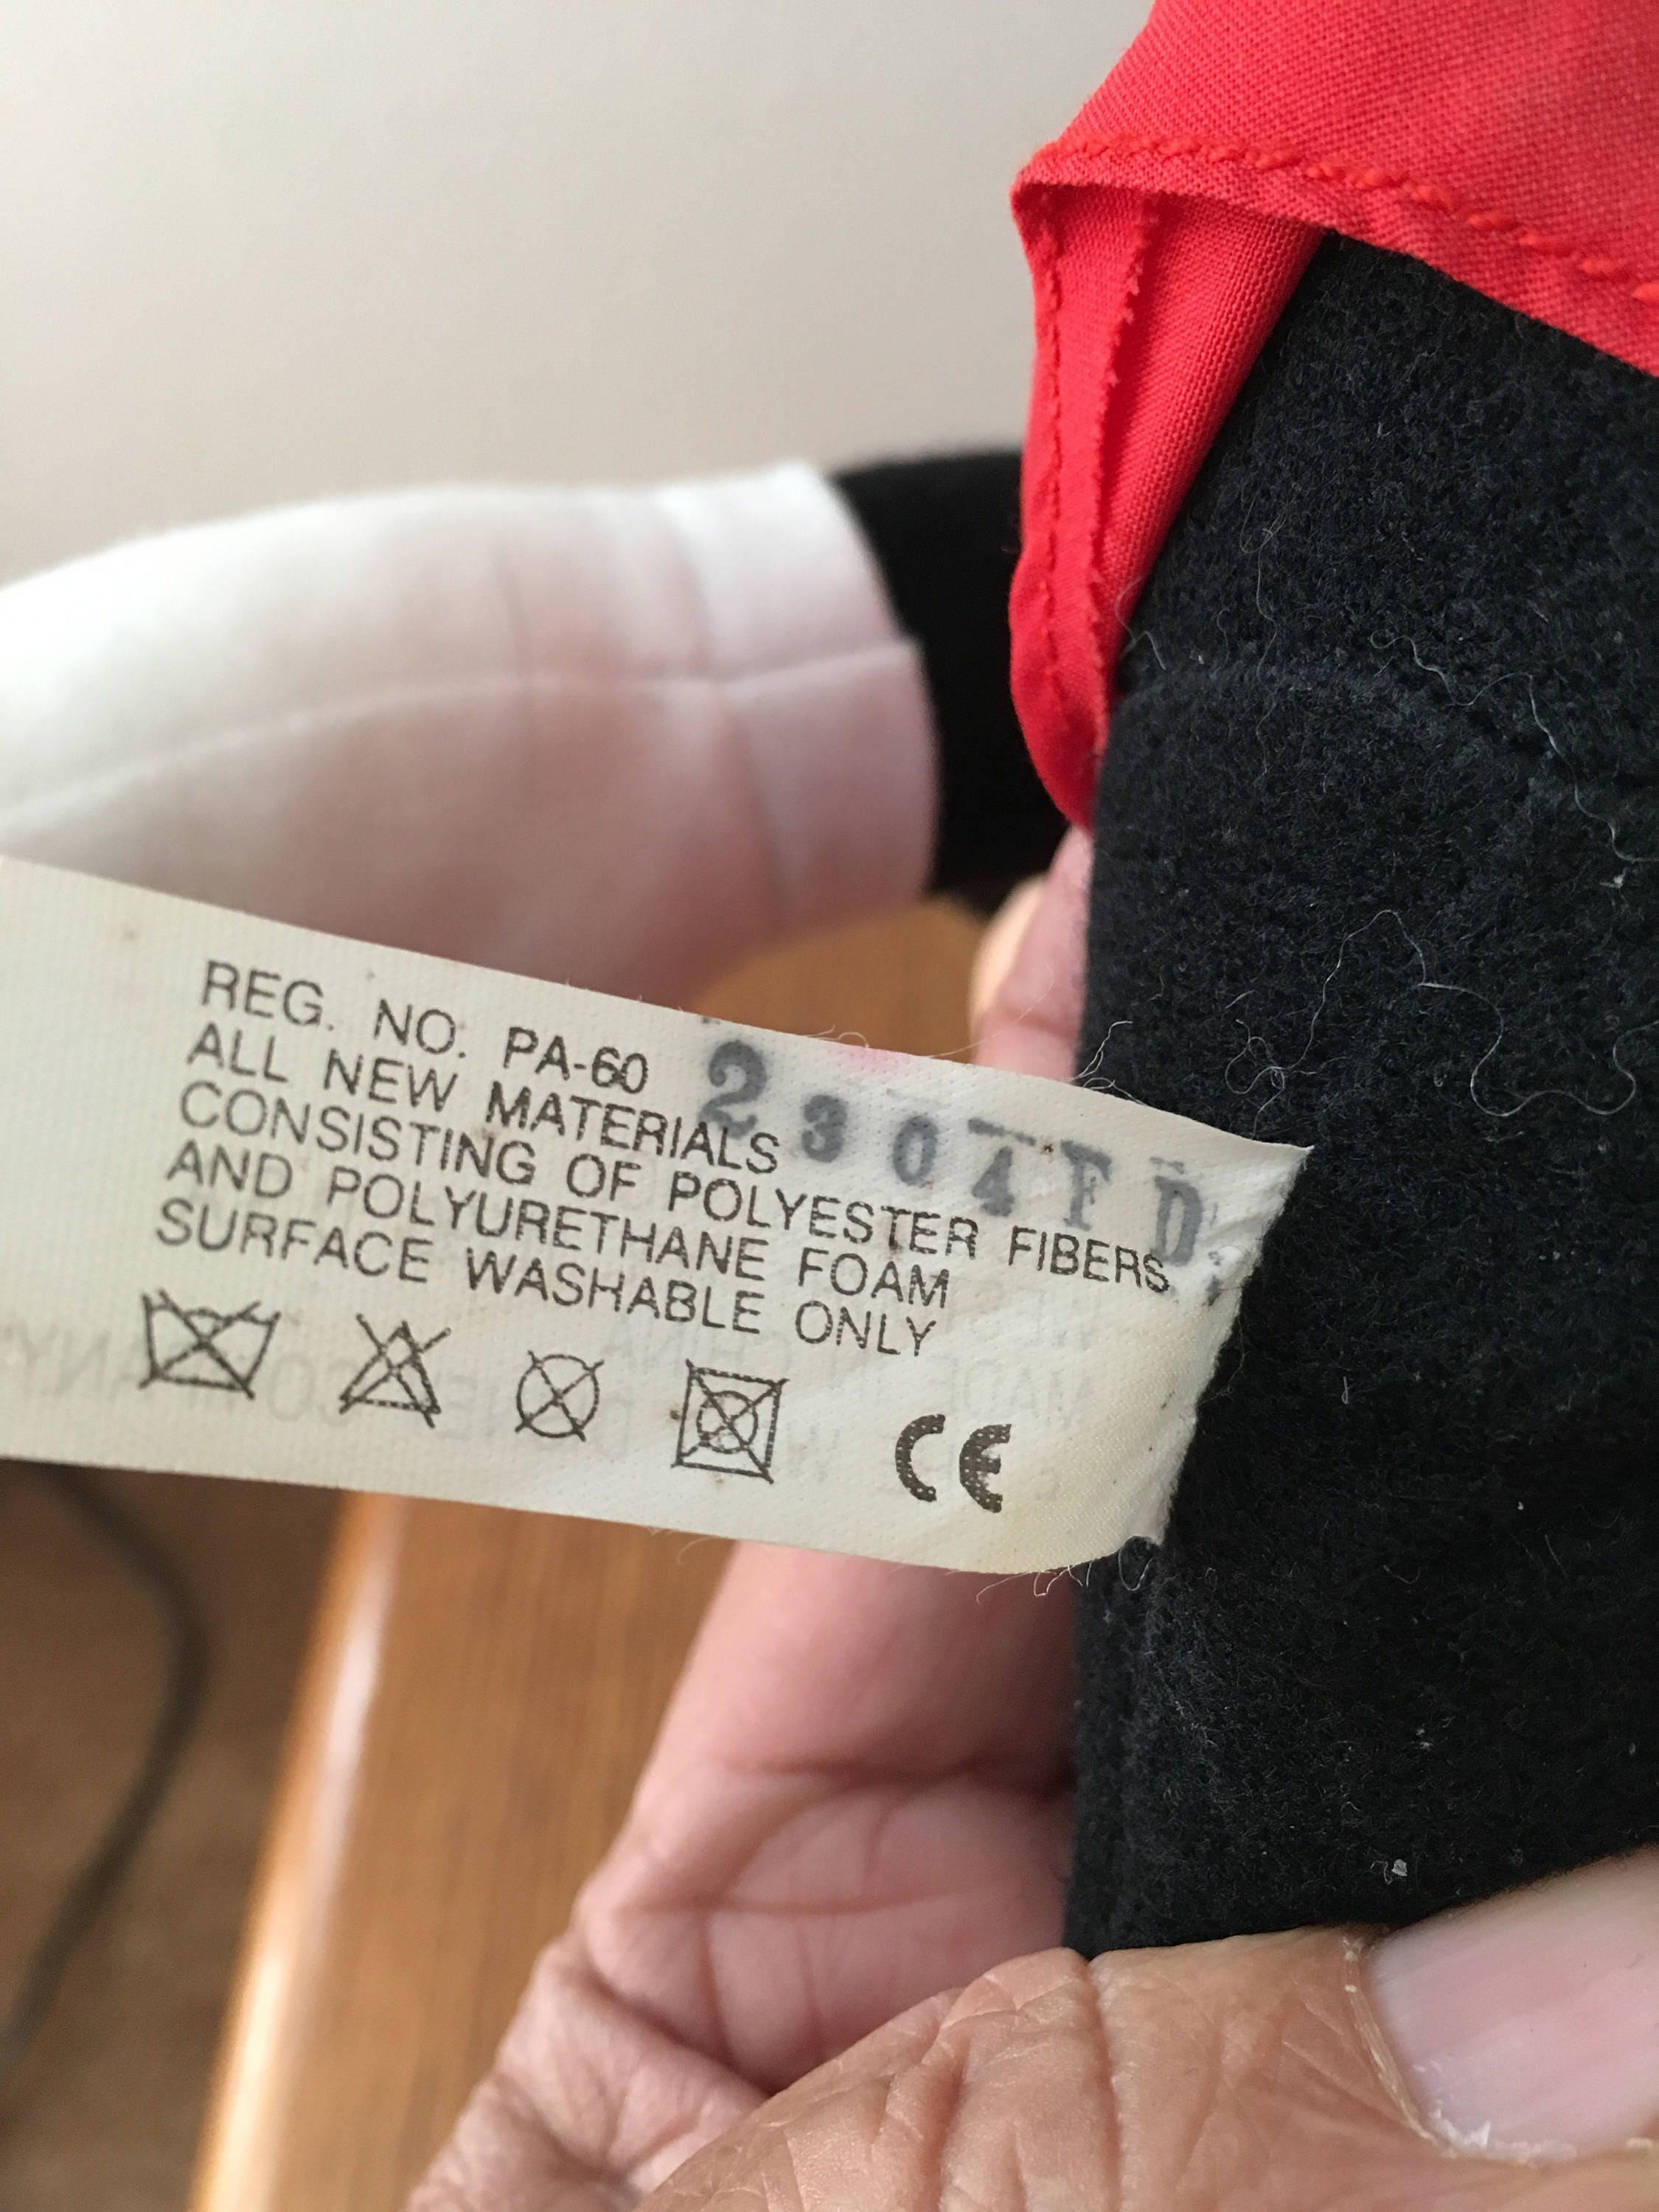 REG. NO. PA-60
2304FD
ALL NEW MATERIALS
CONSISTING OF POLYESTER FIBERS
AND POLYURETHANE FOAM
SURFACE WASHABLE ONLY
CE